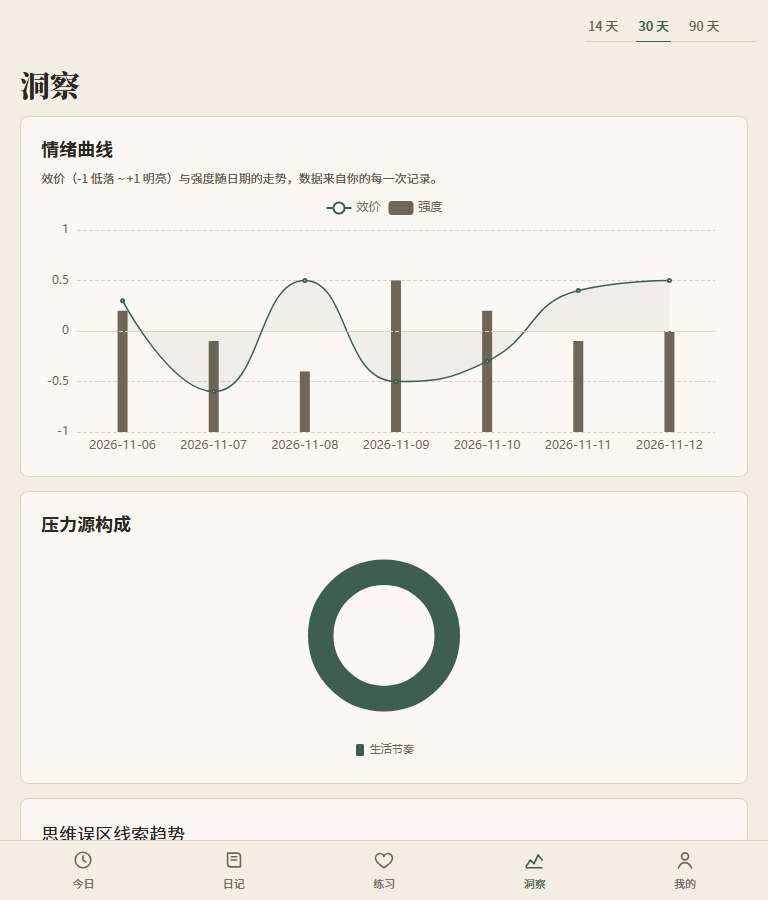 14 天 30 天 90 天
洞察
情绪曲线
效价（-1 低落 ~ +1 明亮）与强度随日期的走势，数据来自你的每一次记录。
效价 强度
1
0.5
0
-0.5
-1
2026-11-06 2026-11-07 2026-11-08 2026-11-09 2026-11-10 2026-11-11 2026-11-12
压力源构成
生活节奏
思维误区线索趋势
今日 日记 练习 洞察 我的